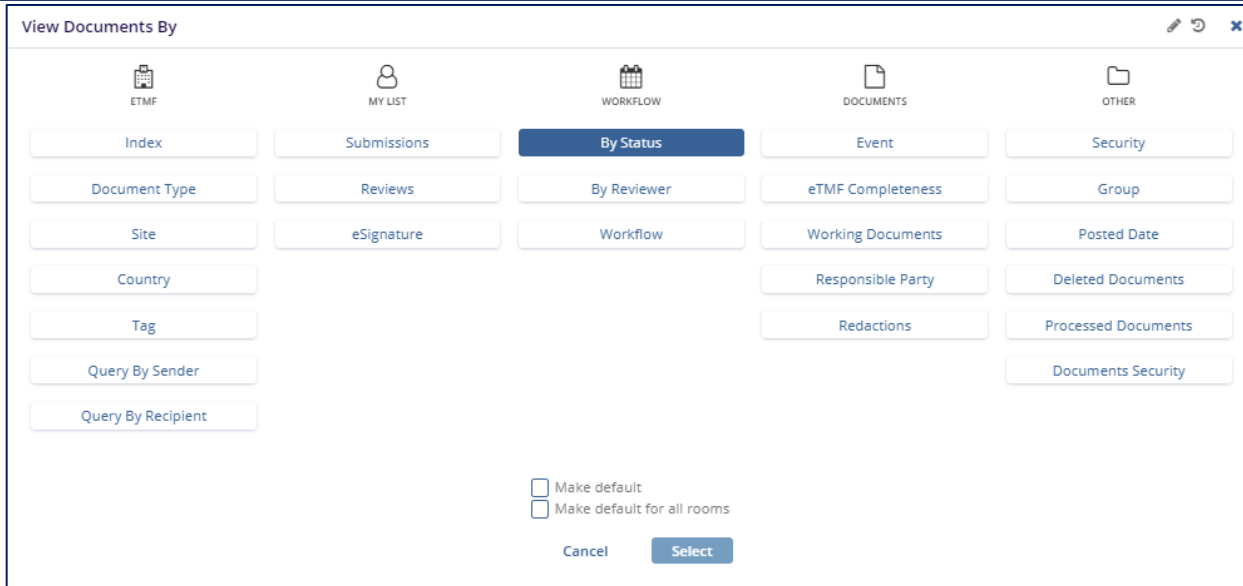 View Documents By
ETMF MY LIST WORKFLOW DOCUMENTS OTHER
Index Submissions By Status Event Security
Document Type Reviews By Reviewer eTMF Completeness Group
Site eSignature Workflow Working Documents Posted Date
Country Responsible Party Deleted Documents
Tag Redactions Processed Documents
Query By Sender Documents Security
Query By Recipient
Make default
Make default for all rooms
Cancel Select